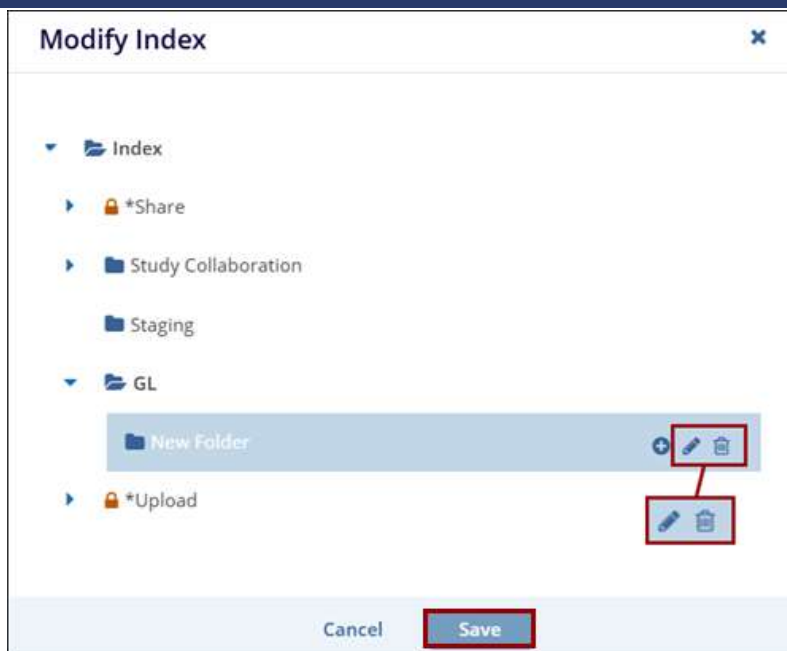 Modify Index
Index
*Share
Study Collaboration
Staging
GL
New Folder
*Upload
Cancel Save